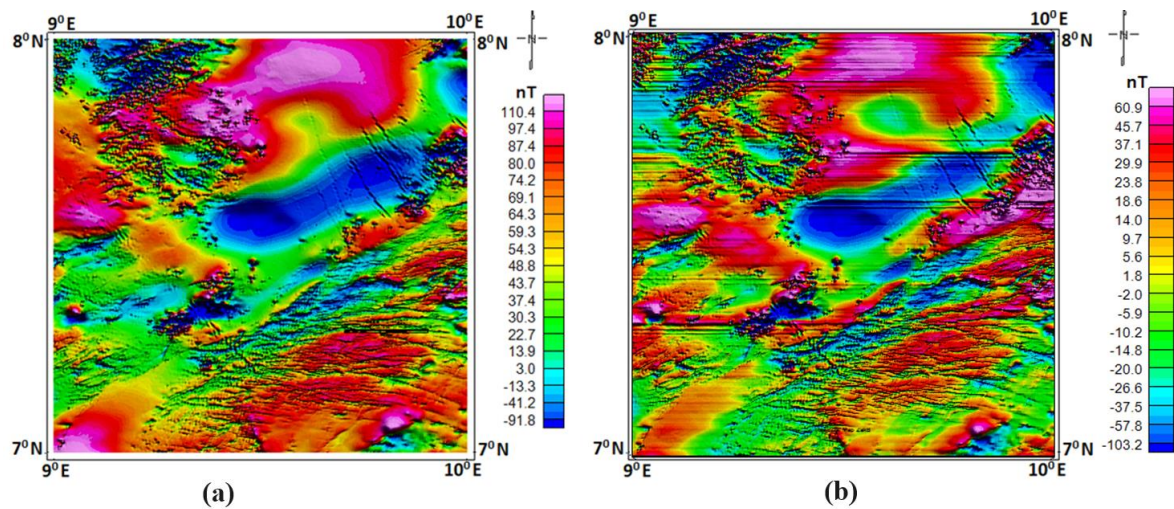 9⁰E
10⁰E
8⁰N
8⁰N
N
nT
110.4
97.4
80.0
74.2
69.1
64.3
59.3
54.3
48.8
43.7
37.4
30.3
22.7
13.9
3.0
-13.3
-41.2
-91.8
7⁰N
7⁰N
9⁰E
10⁰E
(a)
9⁰E
10⁰E
8⁰N
8⁰N
N
nT
60.9
45.7
37.1
29.9
23.8
18.6
14.0
9.7
5.6
1.8
-2.0
-5.9
-10.2
-14.8
-20.0
-26.6
-37.5
-57.8
-103.2
7⁰N
7⁰N
9⁰E
10⁰E
(b)